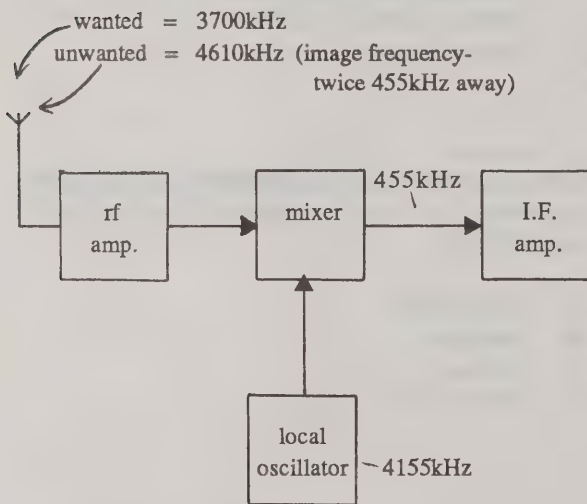 wanted = 3700kHz
unwanted = 4610kHz (image frequency-
twice 455kHz away)
rf
amp.
mixer
455kHz
I.F.
amp.
local
oscillator
4155kHz